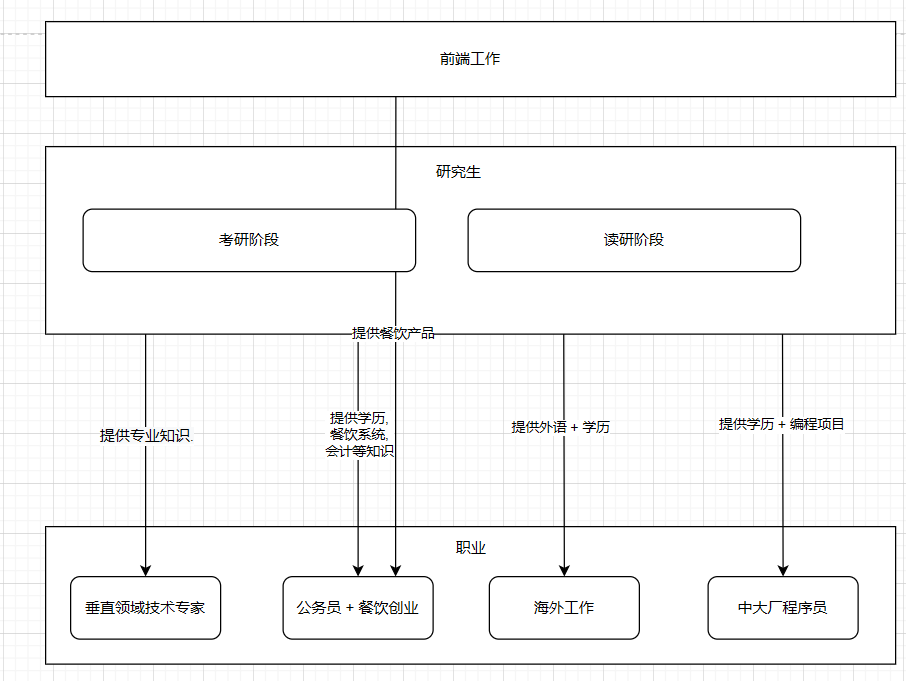 前端工作
研究生
考研阶段
读研阶段
提供餐饮产品
提供专业知识.
提供学历,
餐饮系统,
会计等知识
提供外语 + 学历
提供学历 + 编程项目
职业
垂直领域技术专家
公务员 + 餐饮创业
海外工作
中大厂程序员